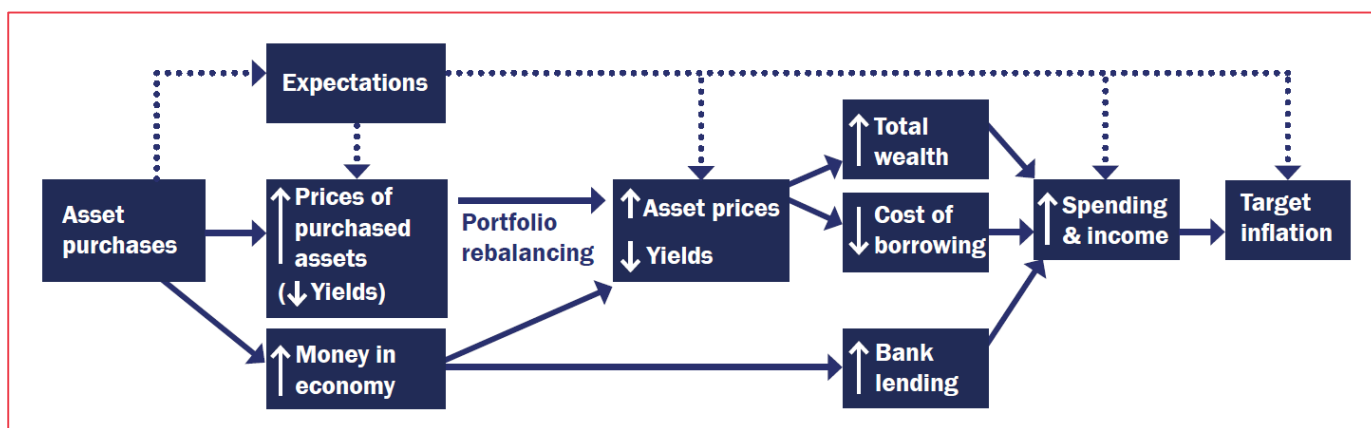 Expectations
Asset
purchases
Prices of
purchased
assets
(↓ Yields)
Money in
economy
Portfolio
rebalancing
Asset prices
Yields
Total
wealth
Cost of
borrowing
Bank
lending
Spending
& income
Target
inflation